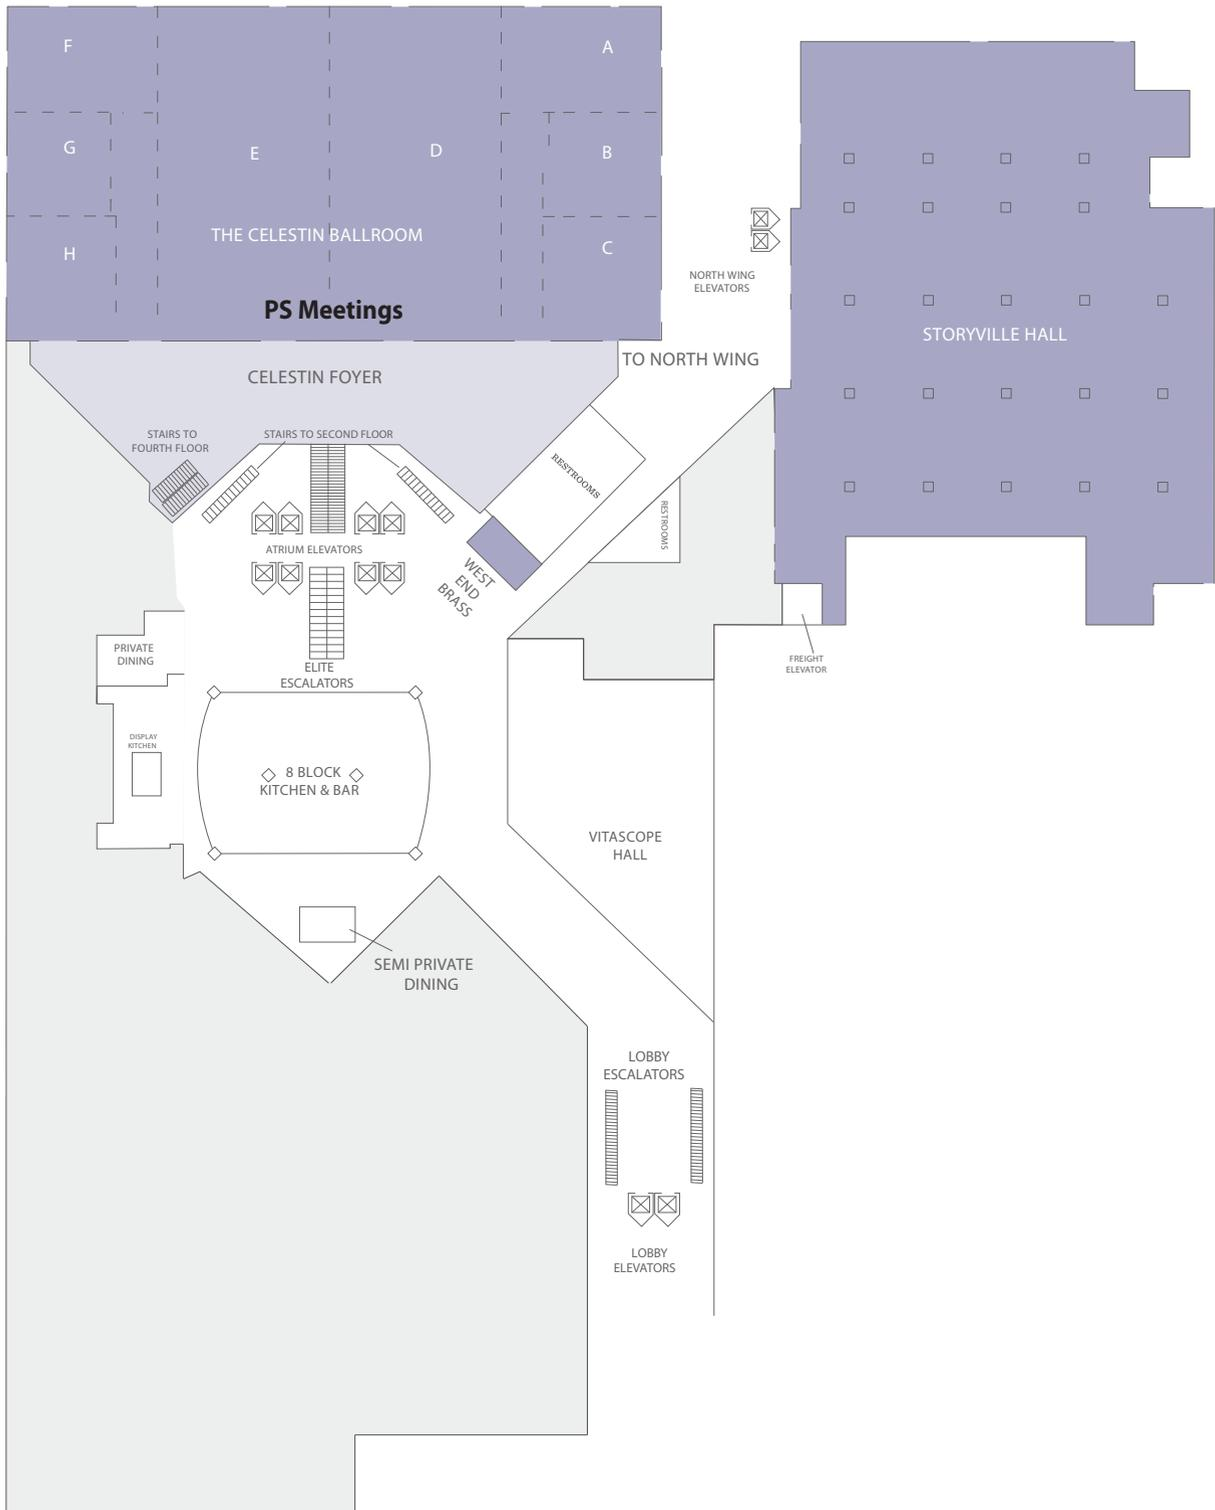 F
A
G
B
E
D
THE CELESTIN BALLROOM
H
C
PS Meetings
NORTH WING
ELEVATORS
STORYVILLE HALL
TO NORTH WING
CELESTIN FOYER
STAIRS TO
FOURTH FLOOR
STAIRS TO SECOND FLOOR
RESTROOMS
RESTROOMS
ATRIUM ELEVATORS
WEST
END
BRASS
PRIVATE
DINING
ELITE
ESCALATORS
FREIGHT
ELEVATOR
DISPLAY
KITCHEN
8 BLOCK
KITCHEN & BAR
VITASCOPE
HALL
SEMI PRIVATE
DINING
LOBBY
ESCALATORS
LOBBY
ELEVATORS